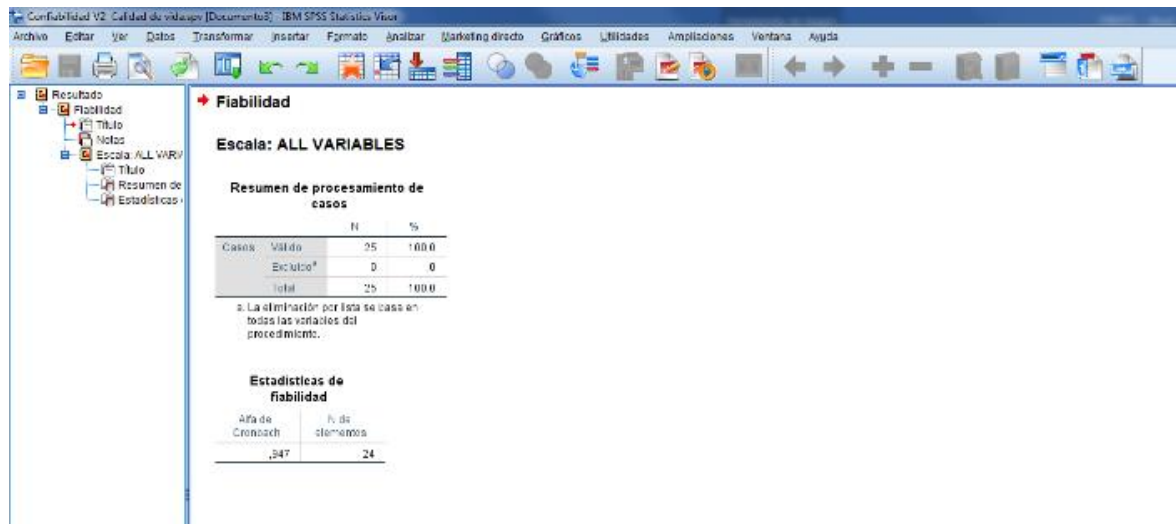 Confiabilidad V2 Calidad de vida.spv [Documento3] - IBM SPSS Statistics Visor
Archivo Editar Ver Datos Transformar Insertar Formato Analizar Marketing directo Gráficos Utilidades Ampliaciones Ventana Ayuda
Resultado
Fiabilidad
Título
Notas
Escala: ALL VARI
Título
Resumen de
Estadísticas
Fiabilidad
Escala: ALL VARIABLES
Resumen de procesamiento de
casos
N %
Casos Válido 25 100,0
Excluido a 0 ,0
Total 25 100,0
a. La eliminación por lista se basa en
todas las variables del
procedimiento.
Estadísticas de
fiabilidad
Alfa de N de
Cronbach elementos
,947 24